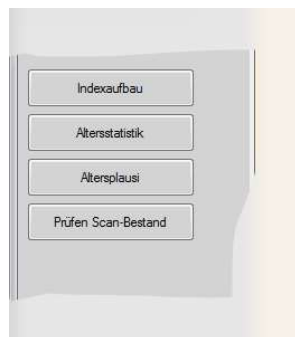 Indexaufbau
Altersstatistik
Altersplausi
Prüfen Scan-Bestand